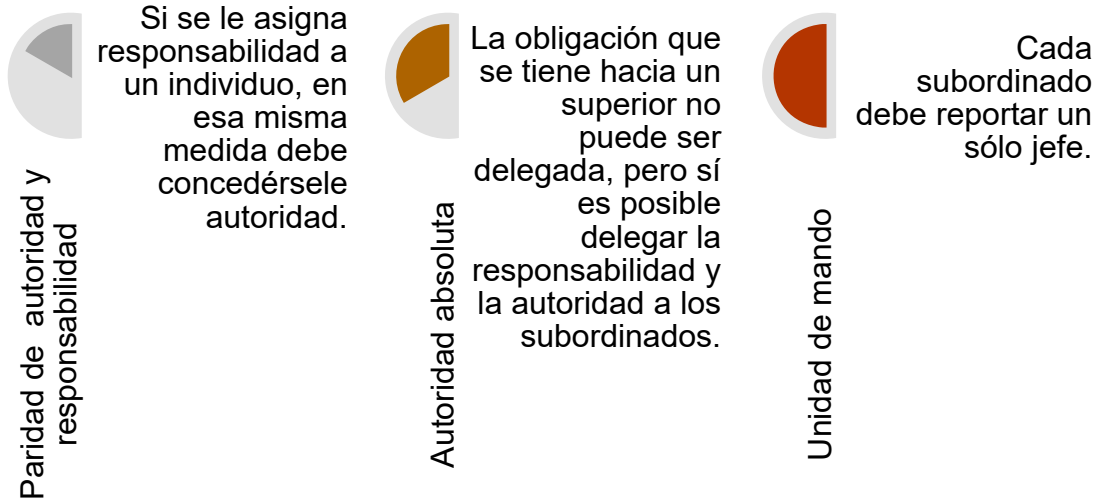 Paridad de autoridad y
responsabilidad
Si se le asigna
responsabilidad a
un individuo, en
esa misma
medida debe
concedérsele
autoridad.
Autoridad absoluta
La obligación que
se tiene hacia un
superior no
puede ser
delegada, pero sí
es posible
delegar la
responsabilidad y
la autoridad a los
subordinados.
Unidad de mando
Cada
subordinado
debe reportar un
sólo jefe.